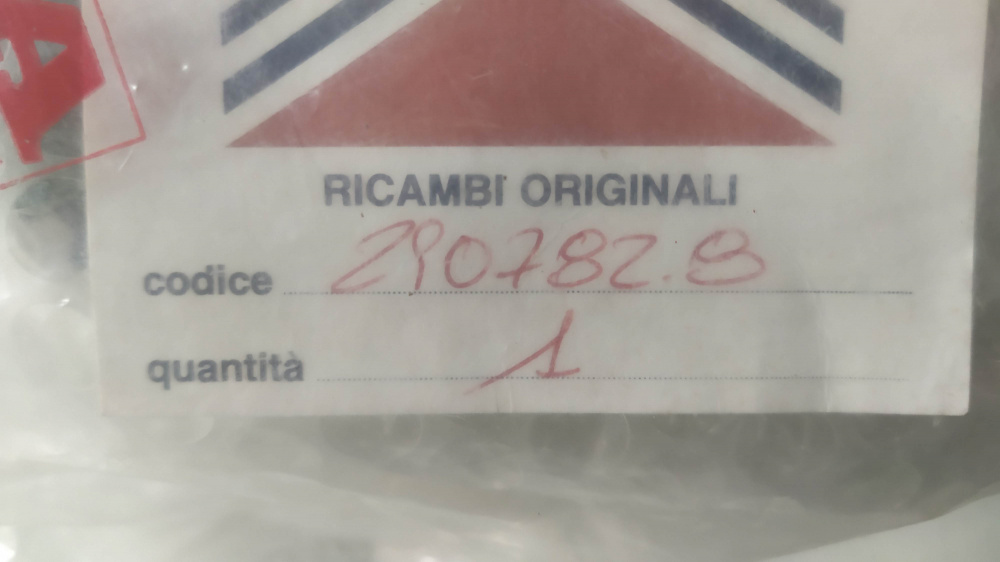 RICAMBI ORIGINALI
codice 290782.8
quantità 1